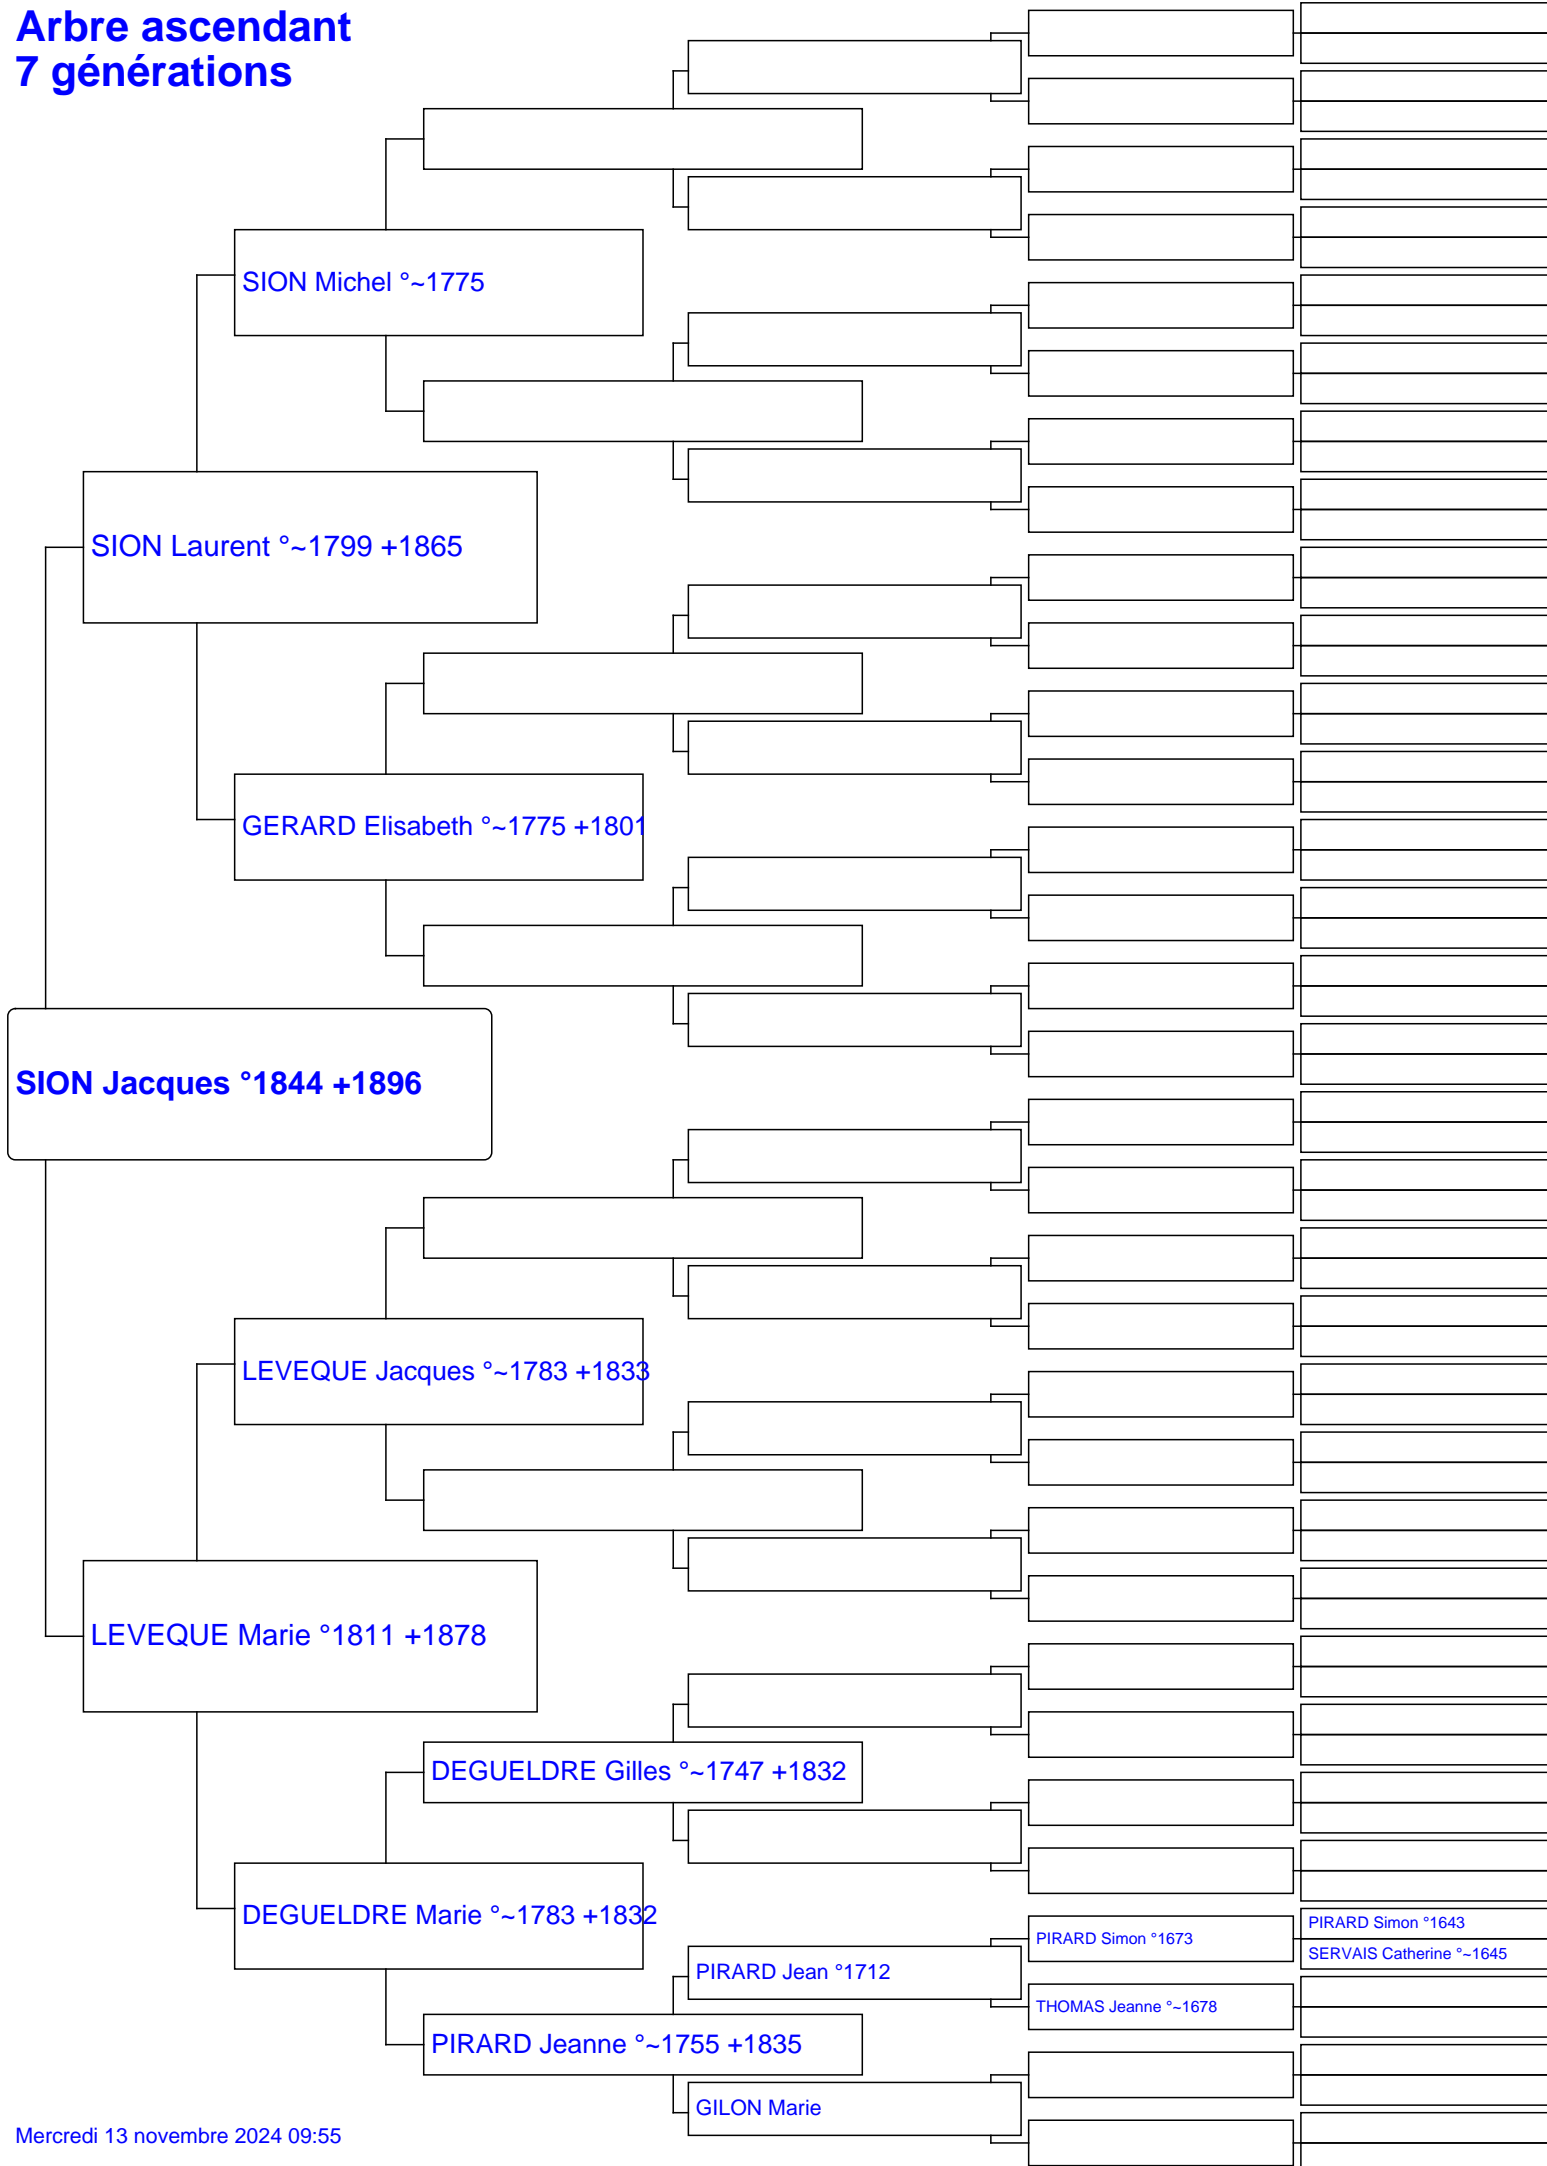 Arbre ascendant
7 générations
SION Michel °~1775
SION Laurent °~1799 +1865
GERARD Elisabeth °~1775 +1801
SION Jacques °1844 +1896
LEVEQUE Jacques °~1783 +1833
LEVEQUE Marie °1811 +1878
DEGUELDRE Gilles °~1747 +1832
DEGUELDRE Marie °~1783 +1832
PIRARD Simon °1643
PIRARD Simon °1673
SERVAIS Catherine °~1645
PIRARD Jean °1712
THOMAS Jeanne °~1678
PIRARD Jeanne °~1755 +1835
GILON Marie
Mercredi 13 novembre 2024 09:55